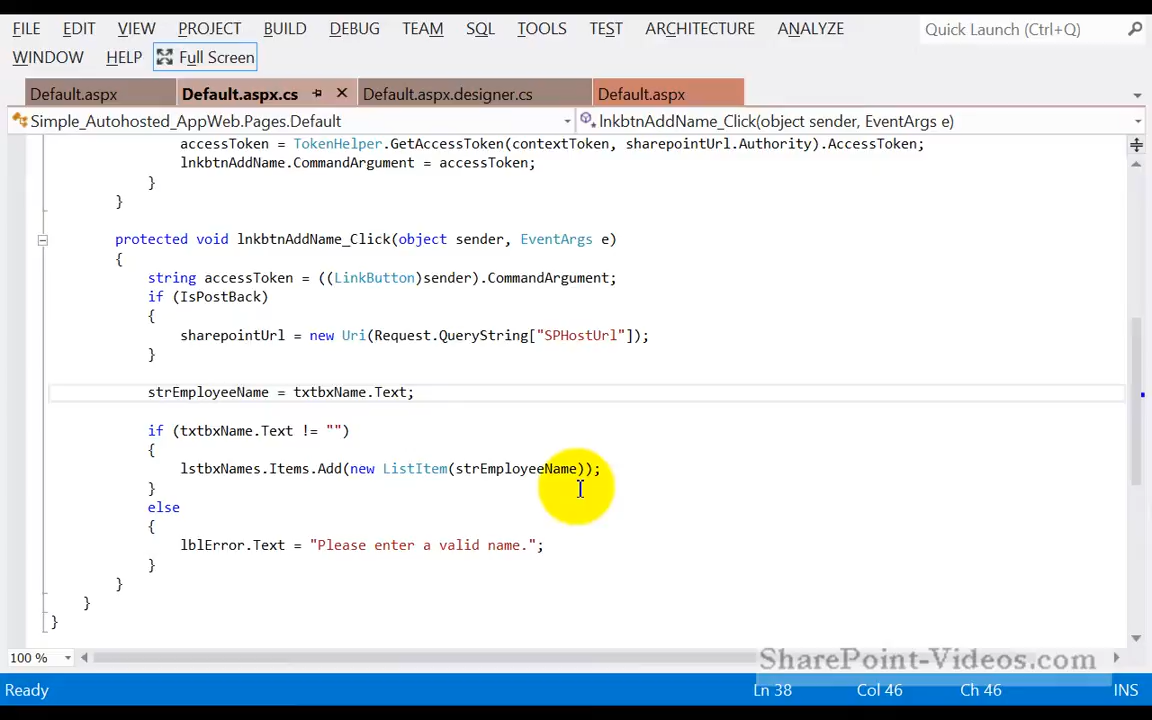 FILE EDIT VIEW PROJECT BUILD DEBUG TEAM SQL TOOLS TEST ARCHITECTURE ANALYZE Quick Launch (Ctrl+Q)
WINDOW HELP Full Screen
Default.aspx Default.aspx.cs Default.aspx.designer.cs Default.aspx
Simple_Autohosted_AppWeb.Pages.Default lnkbtnAddName_Click(object sender, EventArgs e)
accessToken = TokenHelper.GetAccessToken(contextToken, sharepointUrl.Authority).AccessToken;
lnkbtnAddName.CommandArgument = accessToken;
}
}
protected void lnkbtnAddName_Click(object sender, EventArgs e)
{
string accessToken = ((LinkButton)sender).CommandArgument;
if (IsPostBack)
{
sharepointUrl = new Uri(Request.QueryString["SPHostUrl"]);
}
strEmployeeName = txtbxName.Text;
if (txtbxName.Text != "")
{
lstbxNames.Items.Add(new ListItem(strEmployeeName));
}
else
{
lblError.Text = "Please enter a valid name.";
}
}
}
}
100 %
SharePoint-Videos.com
Ready Ln 38 Col 46 Ch 46 INS